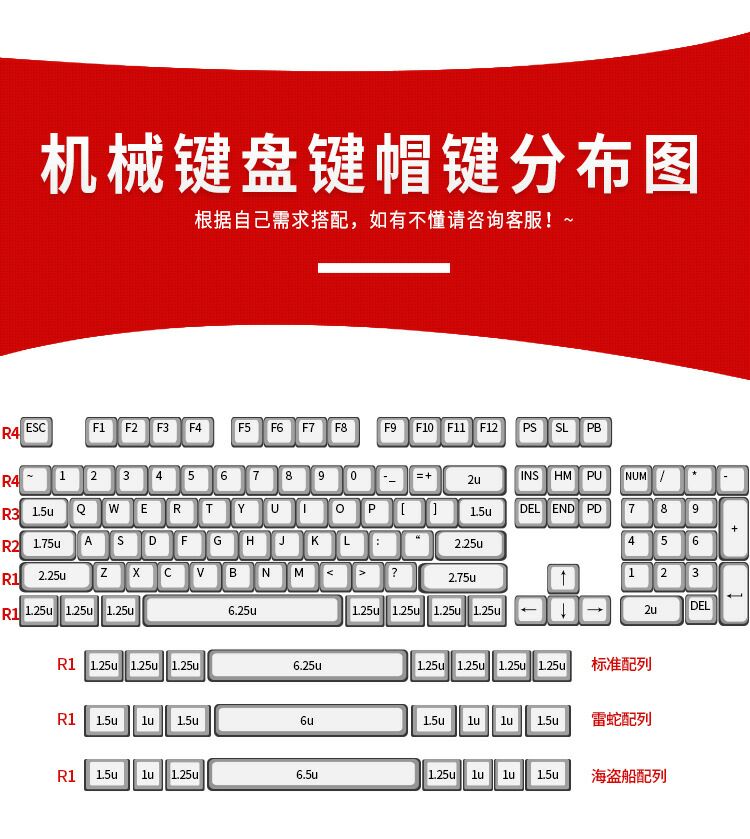 机械键盘键帽键分布图
根据自己需求搭配，如有不懂请咨询客服！~
R4 ESC F1 F2 F3 F4 F5 F6 F7 F8 F9 F10 F11 F12 PS SL PB
R4 ~ 1 2 3 4 5 6 7 8 9 0 -_ =+ 2u INS HM PU NUM / * -
R3 1.5u Q W E R T Y U I O P [ ] 1.5u DEL END PD 7 8 9 +
R2 1.75u A S D F G H J K L : “ 2.25u 4 5 6
R1 2.25u Z X C V B N M < > ? 2.75u ↑ 1 2 3
R1 1.25u 1.25u 1.25u 6.25u 1.25u 1.25u 1.25u 1.25u ← ↓ → 2u DEL ↵
R1 1.25u 1.25u 1.25u 6.25u 1.25u 1.25u 1.25u 1.25u 标准配列
R1 1.5u 1u 1.5u 6u 1.5u 1u 1u 1.5u 雷蛇配列
R1 1.5u 1u 1.25u 6.5u 1.25u 1u 1u 1.5u 海盗船配列